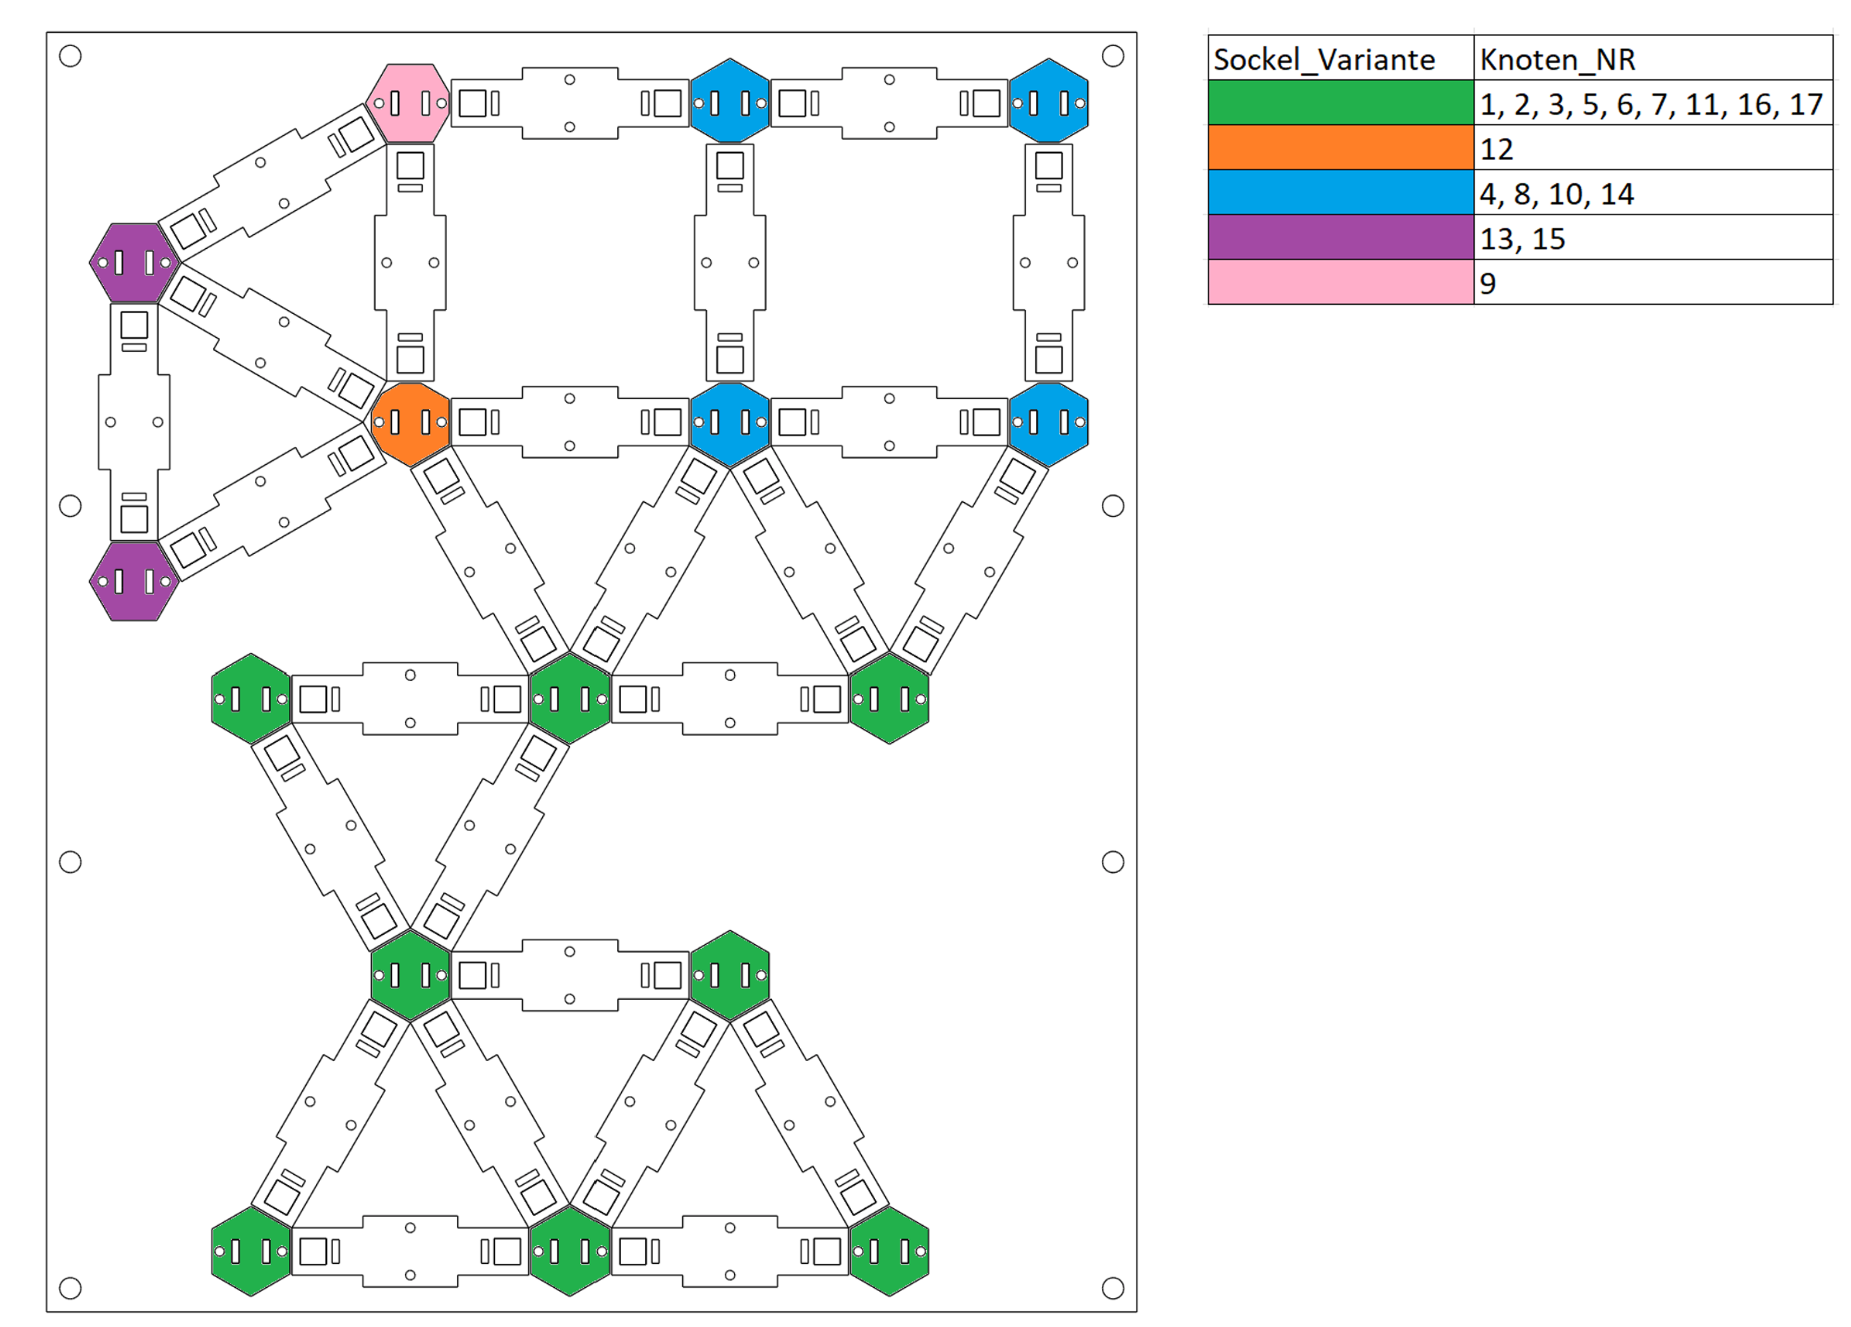 Sockel_Variante Knoten_NR
1, 2, 3, 5, 6, 7, 11, 16, 17
12
4, 8, 10, 14
13, 15
9